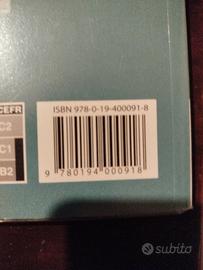 CEFR
C2
C1
B2
ISBN 978-0-19-400091-8
9 780194 000918
subito